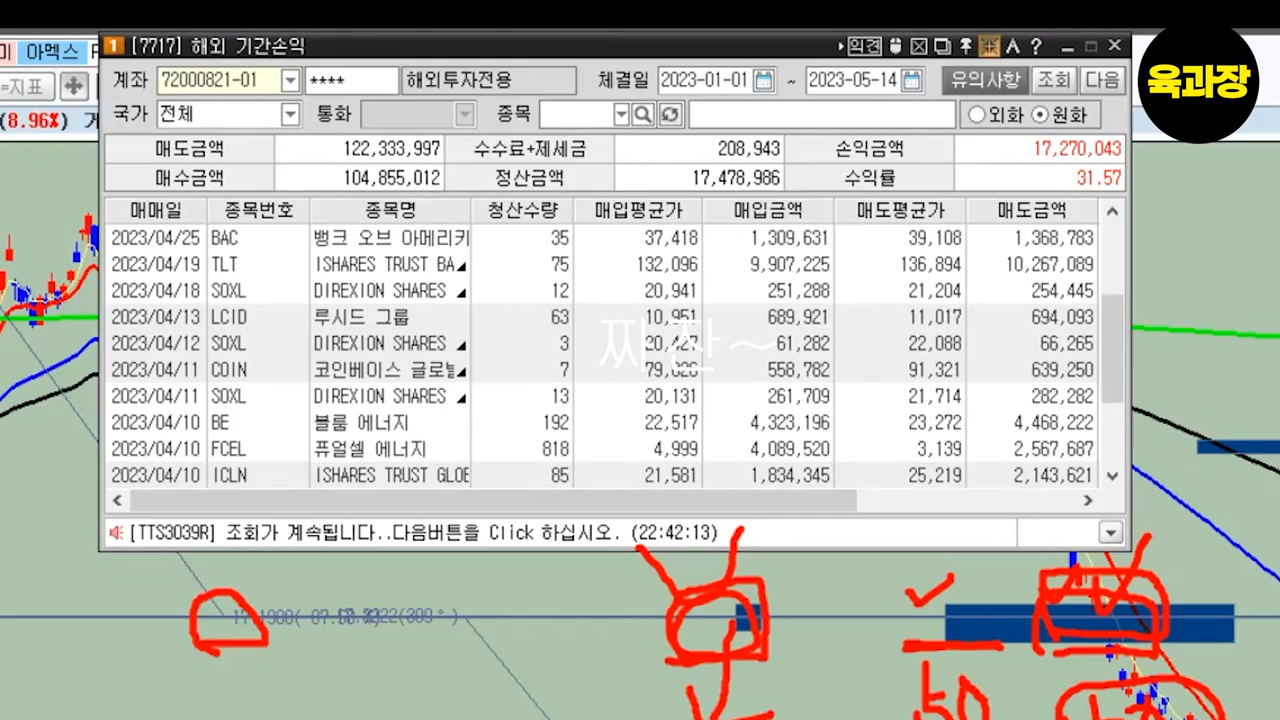 [7717] 해외 기간손익
의견
육과장
아멕스
=지표
(8.96%)
계좌 72000821-01 **** 해외투자전용 체결일 2023-01-01 ~ 2023-05-14 유의사항 조회 다음
국가 전체 통화 종목 외화 원화
매도금액 122,333,997 수수료+제세금 208,943 손익금액 17,270,043
매수금액 104,855,012 정산금액 17,478,986 수익률 31.57
매매일 종목번호 종목명 청산수량 매입평균가 매입금액 매도평균가 매도금액
2023/04/25 BAC 뱅크 오브 아메리카 35 37,418 1,309,631 39,108 1,368,783
2023/04/19 TLT ISHARES TRUST BA 75 132,096 9,907,225 136,894 10,267,089
2023/04/18 SOXL DIREXION SHARES 12 20,941 251,288 21,204 254,445
2023/04/13 LCID 루시드 그룹 63 10,951 689,921 11,017 694,093
2023/04/12 SOXL DIREXION SHARES 3 61,282 22,088 66,265
짜잔~
2023/04/11 COIN 코인베이스 글로벌 7 558,782 91,321 639,250
2023/04/11 SOXL DIREXION SHARES 13 20,131 261,709 21,714 282,282
2023/04/10 BE 블룸 에너지 192 22,517 4,323,196 23,272 4,468,222
2023/04/10 FCEL 퓨얼셀 에너지 818 4,999 4,089,520 3,139 2,567,687
2023/04/10 ICLN ISHARES TRUST GLOB 85 21,581 1,834,345 25,219 2,143,621
[TTS3039R] 조회가 계속됩니다..다음버튼을 Click 하십시오. (22:42:13)
50